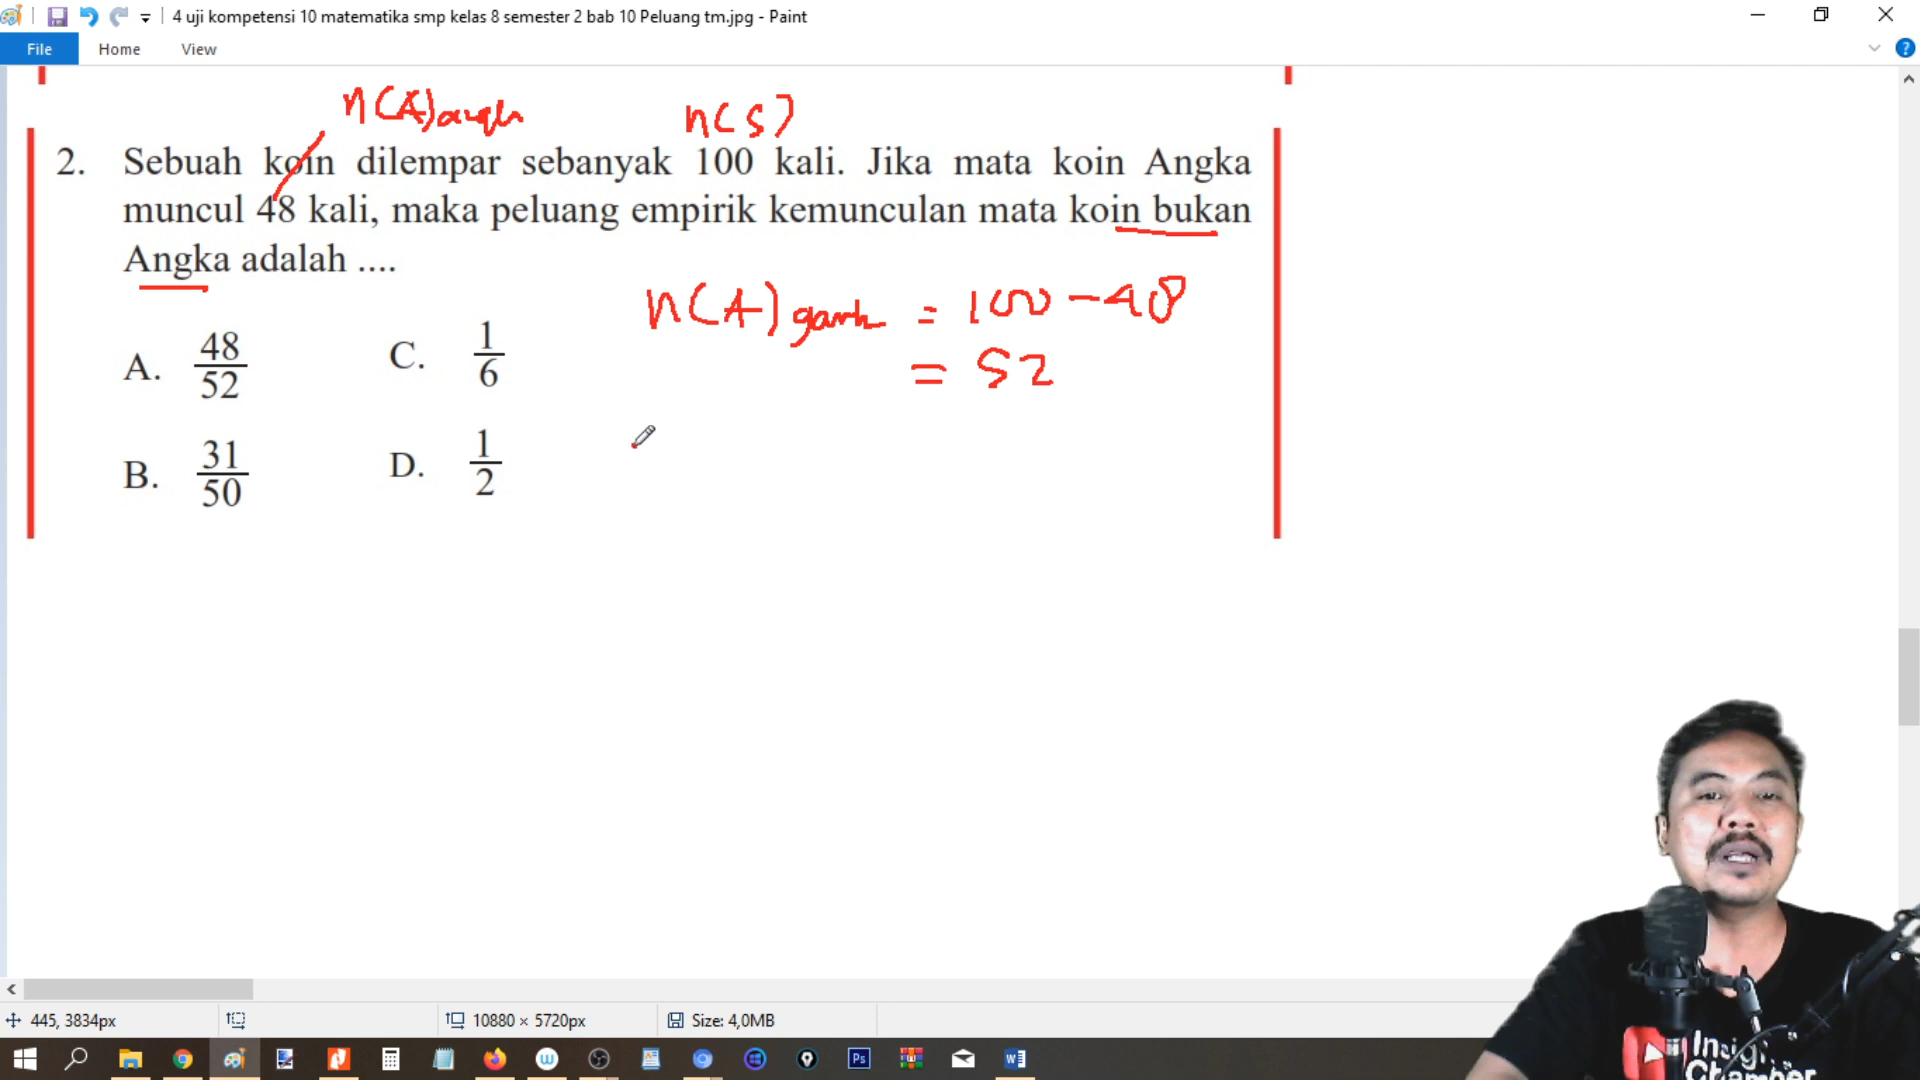 4 uji kompetensi 10 matematika smp kelas 8 semester 2 bab 10 Peluang tm.jpg - Paint
File Home View
n(A) n(S)
2. Sebuah koin dilempar sebanyak 100 kali. Jika mata koin Angka
muncul 48 kali, maka peluang empirik kemunculan mata koin bukan
Angka adalah ....
n(A) = 100 - 48
= 52
A. 48/52 C. 1/6
B. 31/50 D. 1/2
445, 3834px 10880 × 5720px Size: 4,0MB
Ps
Insig
Chamber